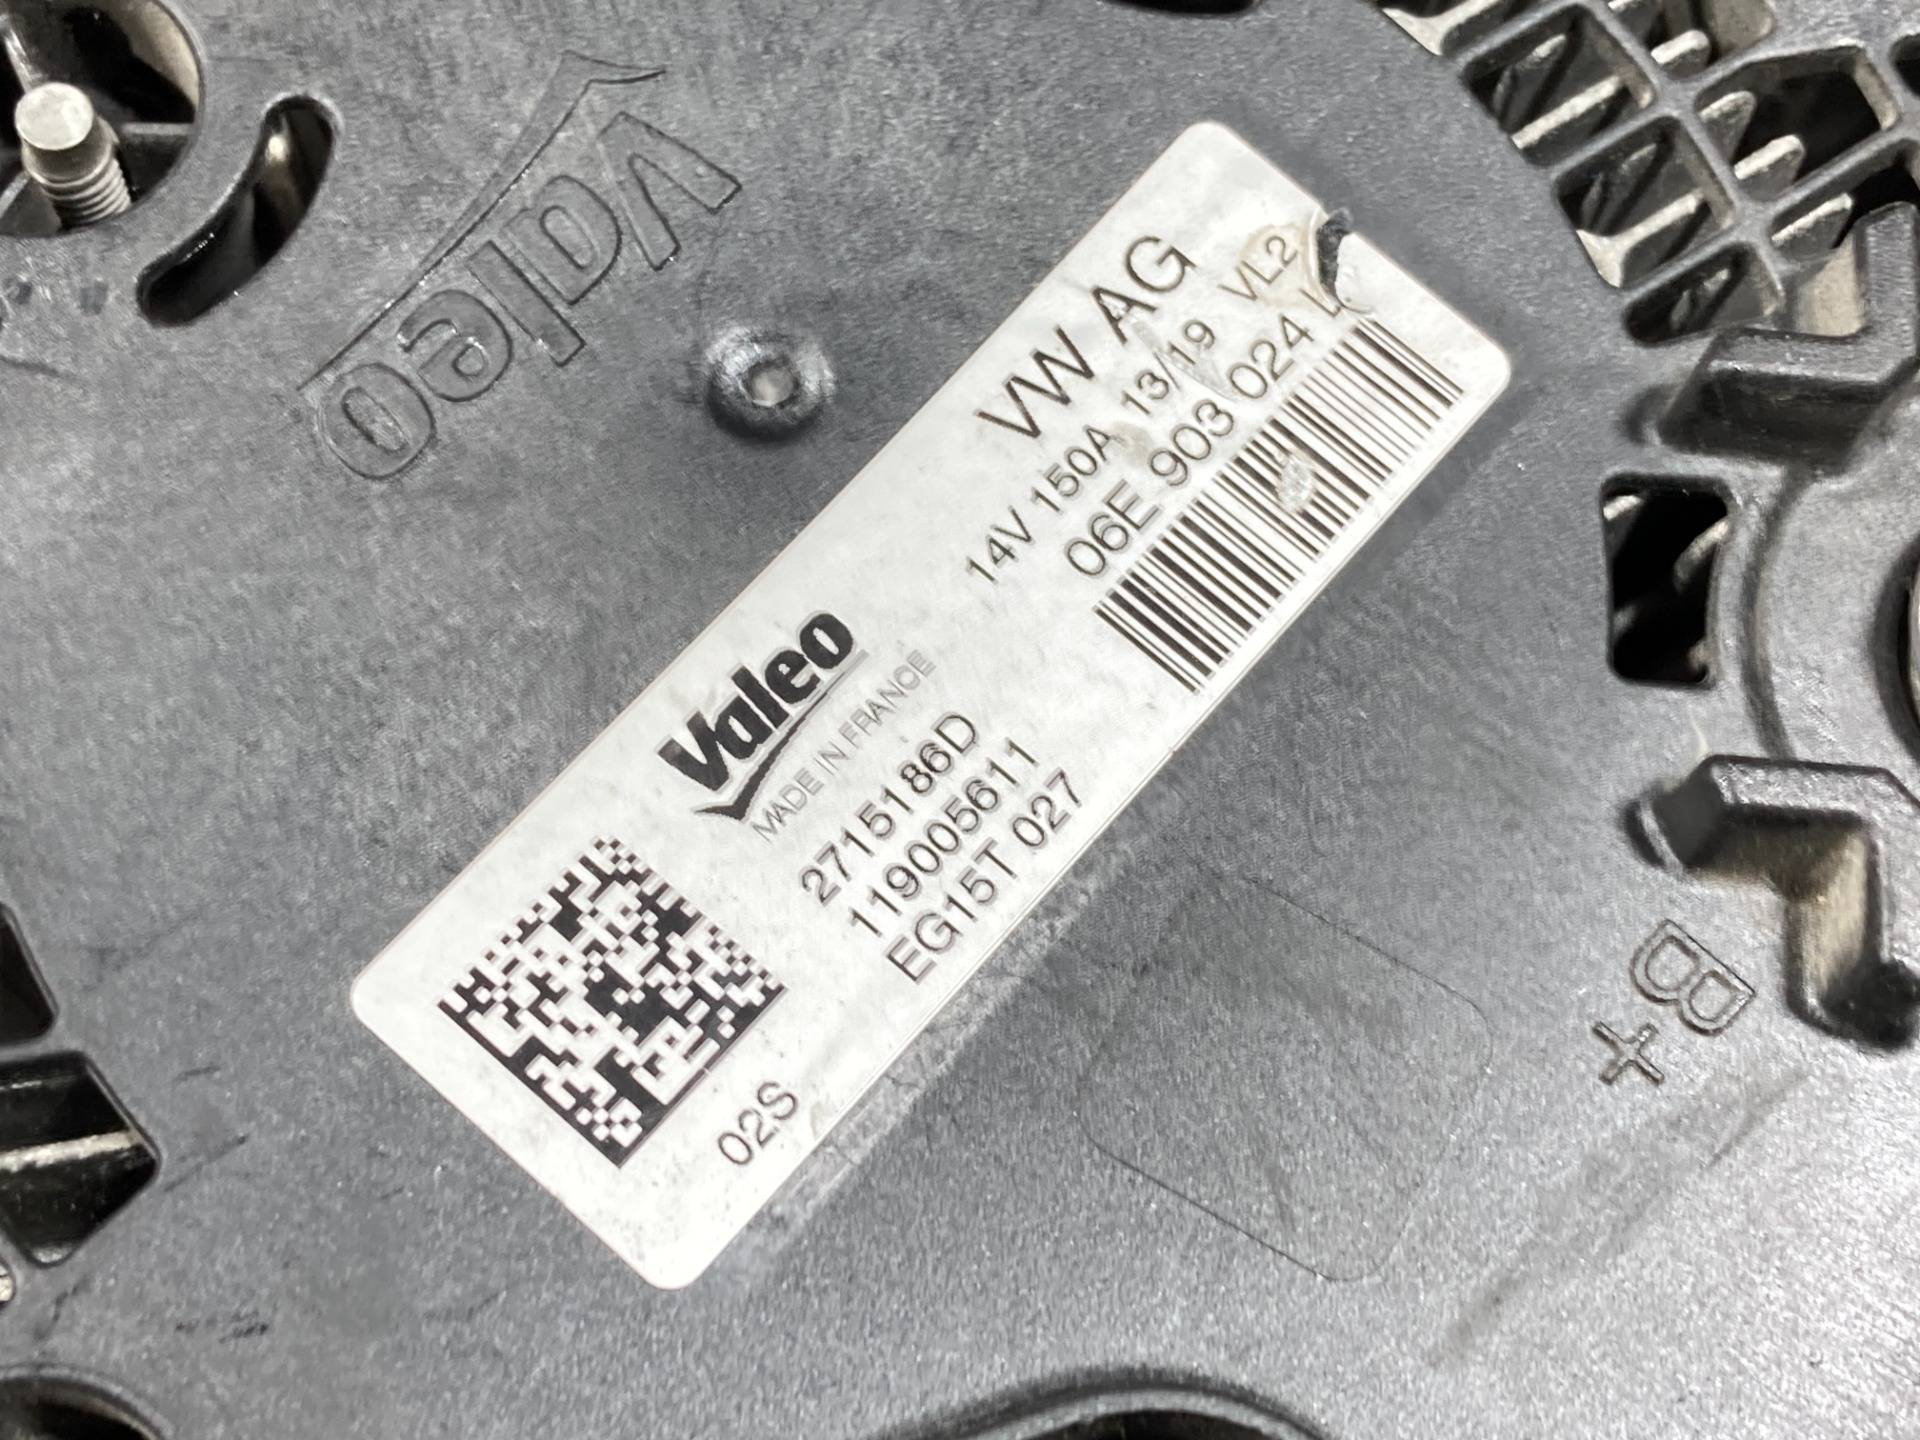 Valeo
VW AG
14V 150A 13/19 VL2
06E 903 024
Valeo
MADE IN FRANCE
2715186D
119005611
EG15T 027
02S
B+